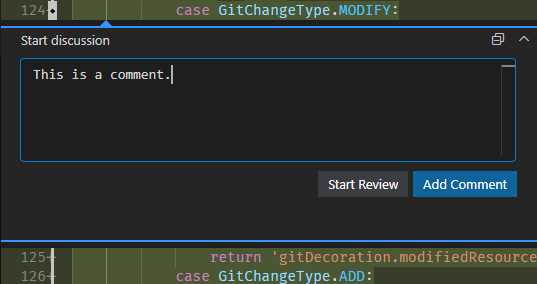 124 case GitChangeType.MODIFY:
Start discussion
This is a comment.
Start Review Add Comment
125 return 'gitDecoration.modifiedResource
126 case GitChangeType.ADD: